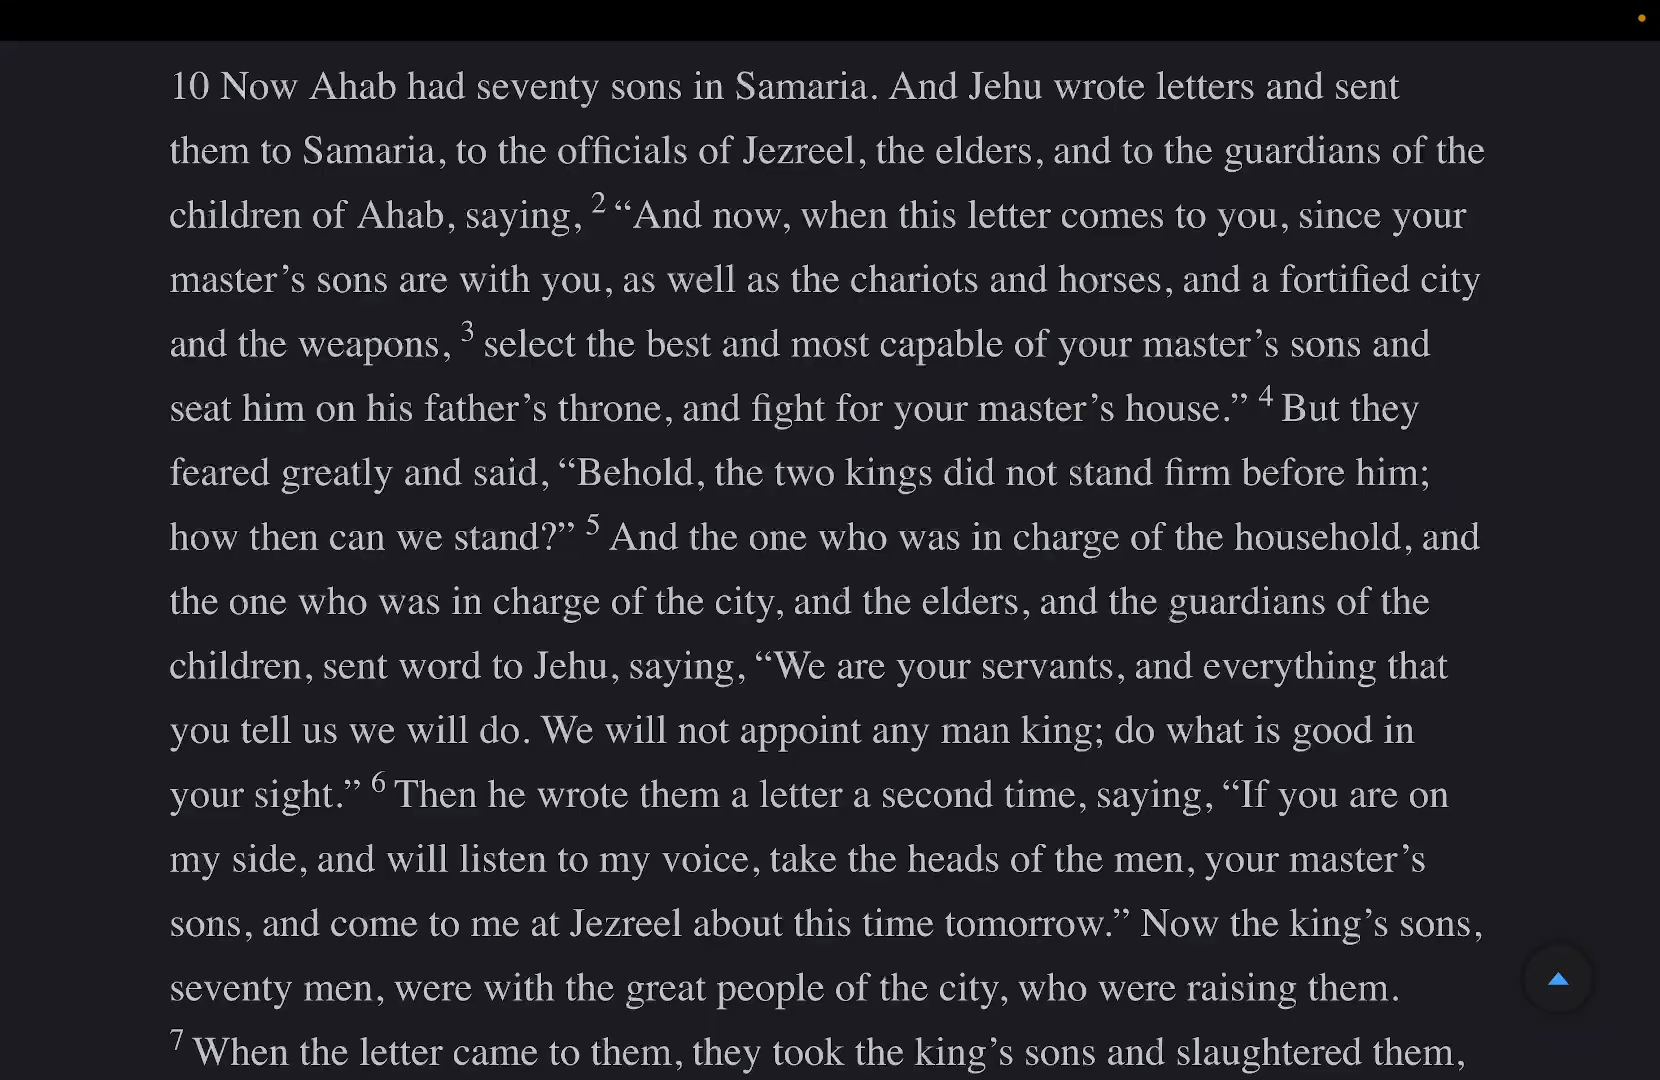 10 Now Ahab had seventy sons in Samaria. And Jehu wrote letters and sent
them to Samaria, to the officials of Jezreel, the elders, and to the guardians of the
children of Ahab, saying, 2 “And now, when this letter comes to you, since your
master’s sons are with you, as well as the chariots and horses, and a fortified city
and the weapons, 3 select the best and most capable of your master’s sons and
seat him on his father’s throne, and fight for your master’s house.” 4 But they
feared greatly and said, “Behold, the two kings did not stand firm before him;
how then can we stand?” 5 And the one who was in charge of the household, and
the one who was in charge of the city, and the elders, and the guardians of the
children, sent word to Jehu, saying, “We are your servants, and everything that
you tell us we will do. We will not appoint any man king; do what is good in
your sight.” 6 Then he wrote them a letter a second time, saying, “If you are on
my side, and will listen to my voice, take the heads of the men, your master’s
sons, and come to me at Jezreel about this time tomorrow.” Now the king’s sons,
seventy men, were with the great people of the city, who were raising them.
7 When the letter came to them, they took the king’s sons and slaughtered them,